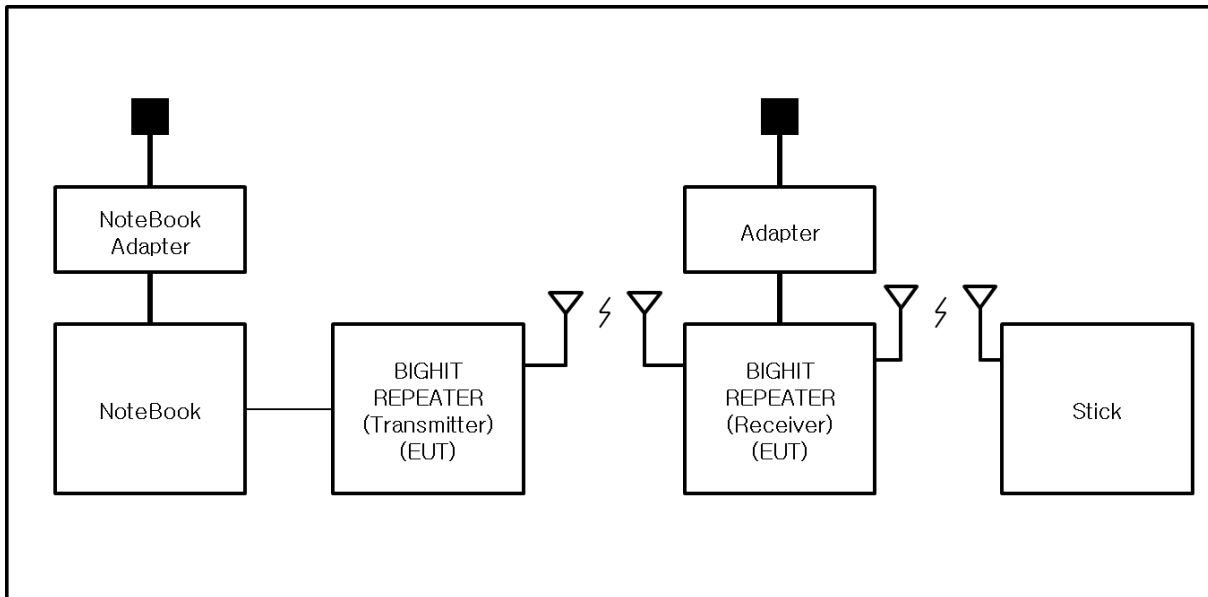 NoteBook
Adapter
Adapter
NoteBook
BIGHIT
REPEATER
(Transmitter)
(EUT)
BIGHIT
REPEATER
(Receiver)
(EUT)
Stick